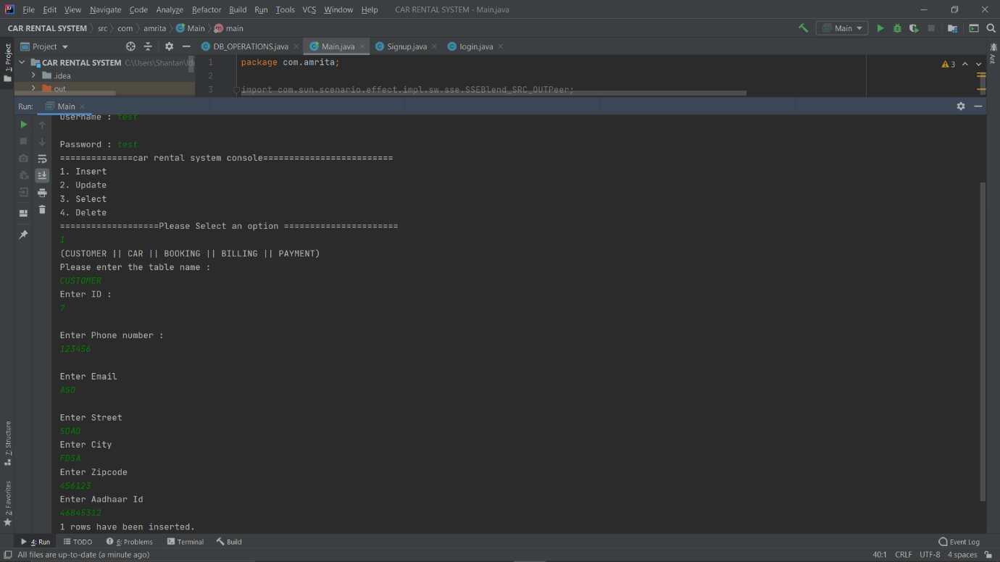 File Edit View Navigate Code Analyze Refactor Build Run Tools VCS Window Help CAR RENTAL SYSTEM - Main.java
CAR RENTAL SYSTEM src com amrita Main main Main
1: Project
Project DB_OPERATIONS.java Main.java Signup.java login.java
Ant
CAR RENTAL SYSTEM C:\Users\Shantan\Ide 1 package com.amrita; 3
.idea 2
out 3 import com.sun.scenario.effect.impl.sw.sse.SSEBlend_SRC_OUTPeer;
Run: Main
Username : test
Password : test
==============car rental system console=========================
1. Insert
2. Update
3. Select
4. Delete
===================Please Select an option ======================
1
(CUSTOMER || CAR || BOOKING || BILLING || PAYMENT)
Please enter the table name :
CUSTOMER
Enter ID :
7
Enter Phone number :
123456
Enter Email
ASD
Enter Street
SDAD
Enter City
FDSA
Enter Zipcode
456123
Enter Aadhaar Id
46845312
1 rows have been inserted.
7: Structure
2: Favorites
4: Run TODO 6: Problems Terminal Build Event Log
All files are up-to-date (a minute ago) 40:1 CRLF UTF-8 4 spaces